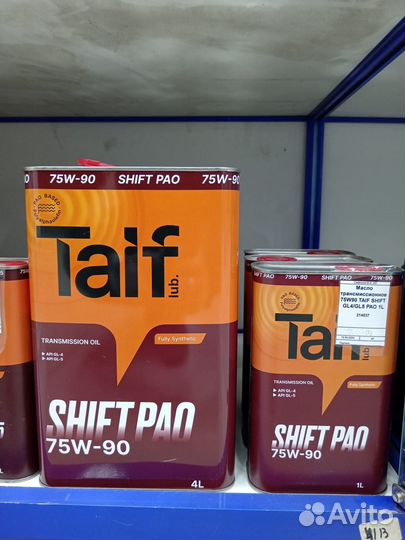 75W-90 SHIFT PAO 75W-90
PAO BASED
Taif
lub.
TRANSMISSION OIL
Fully Synthetic
API GL-4
API GL-5
SHIFT PAO
75W-90
4L
75W-90 SHIFT PAO
Масло
трансмиссионное
75W90 TAIF SHIFT
GL4/GL5 PAO 1L
214037
Taif
lub.
TRANSMISSION OIL
Fully Synthetic
API GL-4
API GL-5
SHIFT PAO
75W-90
1L
Avito